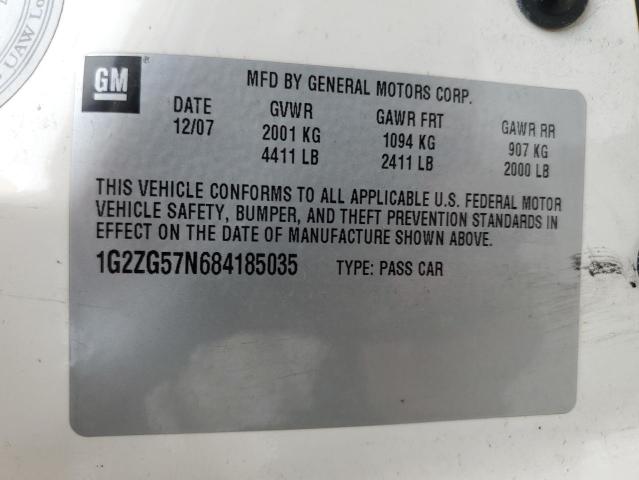 UAW Lo
GM
MFD BY GENERAL MOTORS CORP.
DATE GVWR GAWR FRT GAWR RR
12/07 2001 KG 1094 KG 907 KG
4411 LB 2411 LB 2000 LB
THIS VEHICLE CONFORMS TO ALL APPLICABLE U.S. FEDERAL MOTOR
VEHICLE SAFETY, BUMPER, AND THEFT PREVENTION STANDARDS IN
EFFECT ON THE DATE OF MANUFACTURE SHOWN ABOVE.
1G2ZG57N684185035 TYPE: PASS CAR